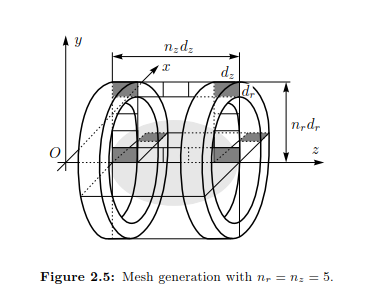 y
n_z d_z
x
d_z
d_r
n_r d_r
O
z
Figure 2.5: Mesh generation with n_r = n_z = 5.